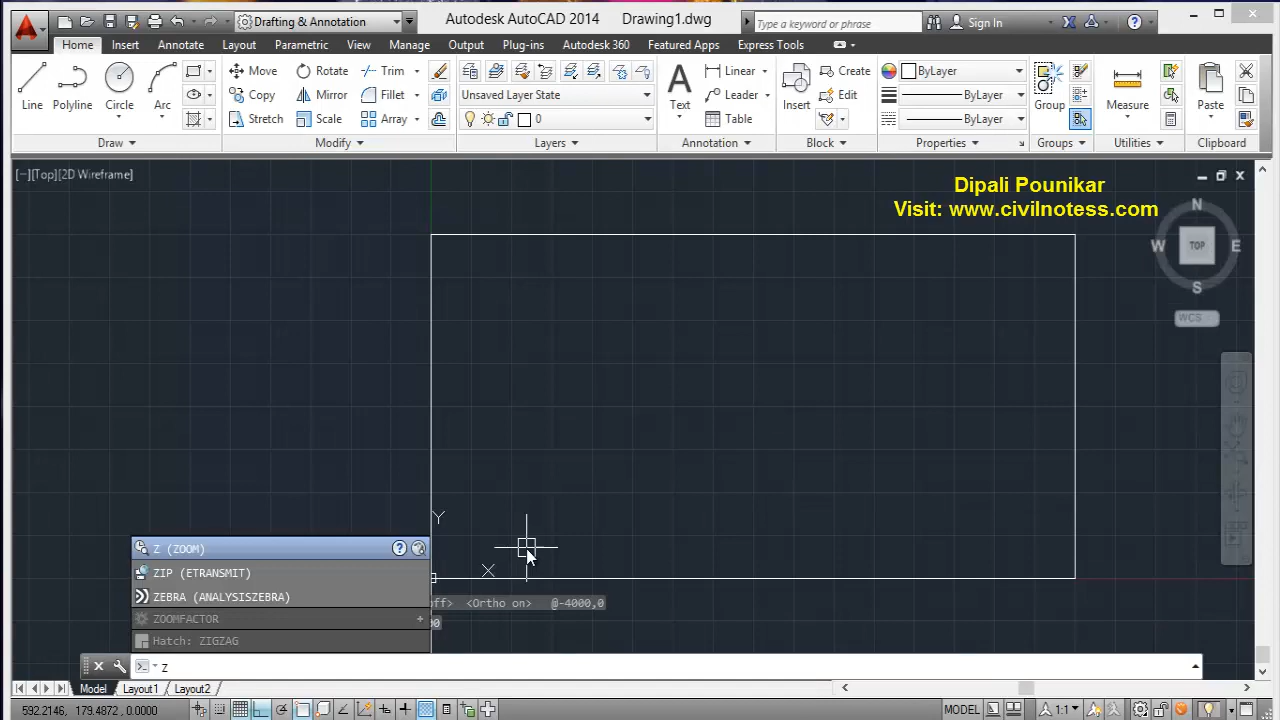 Drafting & Annotation
Autodesk AutoCAD 2014 Drawing1.dwg
Type a keyword or phrase
Sign In
Home Insert Annotate Layout Parametric View Manage Output Plug-ins Autodesk 360 Featured Apps Express Tools
Line Polyline Circle Arc
Move Rotate Trim
Copy Mirror Fillet
Stretch Scale Array
Unsaved Layer State
0
Text
Linear
Leader
Table
Insert
Create
Edit
ByLayer
ByLayer
ByLayer
Group
Measure
Paste
Draw Modify Layers Annotation Block Properties Groups Utilities Clipboard
[−][Top][2D Wireframe]
Dipali Pounikar
Visit: www.civilnotess.com
N
W TOP E
S
WCS
Y
X
Z (ZOOM)
ZIP (ETRANSMIT)
ZEBRA (ANALYSISZEBRA)
ZOOMFACTOR +
Hatch: ZIGZAG
off> <Ortho on> @-4000,0
00
Z
Model Layout1 Layout2
592.2146, 179.4872, 0.0000
MODEL
1:1